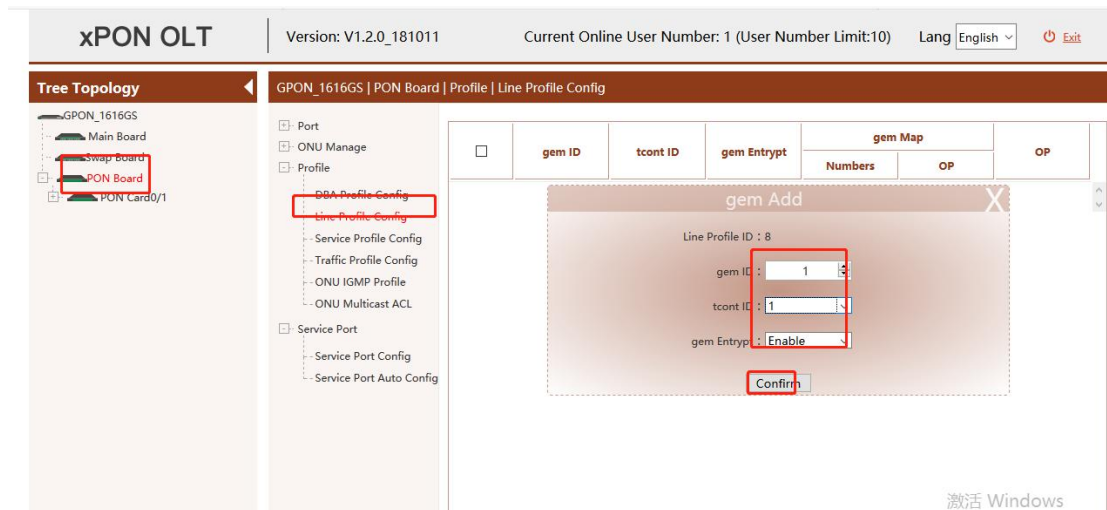 xPON OLT
Version: V1.2.0_181011
Current Online User Number: 1 (User Number Limit:10)
Lang English
Exit
Tree Topology
GPON_1616GS | PON Board | Profile | Line Profile Config
GPON_1616GS
Main Board
Swap Board
PON Board
PON Card0/1
Port
ONU Manage
Profile
DBA Profile Config
Line Profile Config
Service Profile Config
Traffic Profile Config
ONU IGMP Profile
ONU Multicast ACL
Service Port
Service Port Config
Service Port Auto Config
gem ID
tcont ID
gem Entrypt
gem Map
Numbers
OP
OP
gem Add
X
Line Profile ID : 8
gem ID : 1
tcont ID : 1
gem Entrypt : Enable
Confirm
激活 Windows